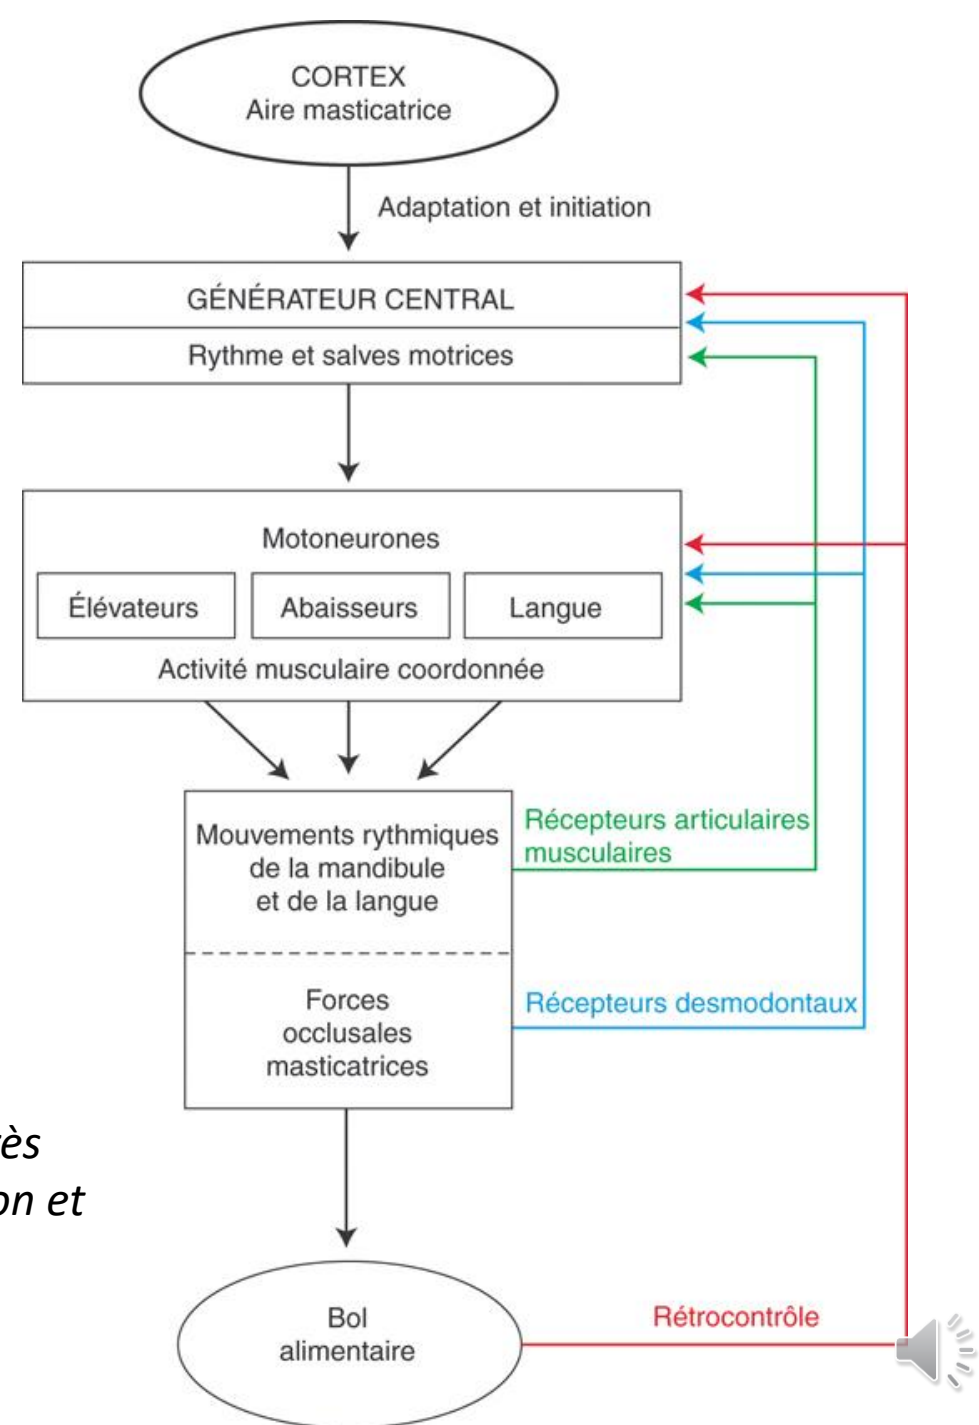 CORTEX
Aire masticatrice
Adaptation et initiation
GÉNÉRATEUR CENTRAL
Rythme et salves motrices
Motoneurones
Élévateurs
Abaisseurs
Langue
Activité musculaire coordonnée
Mouvements rythmiques
de la mandibule
et de la langue
Récepteurs articulaires
musculaires
Forces
occlusales
masticatrices
Récepteurs desmodontaux
et
Bol
alimentaire
Rétrocontrôle